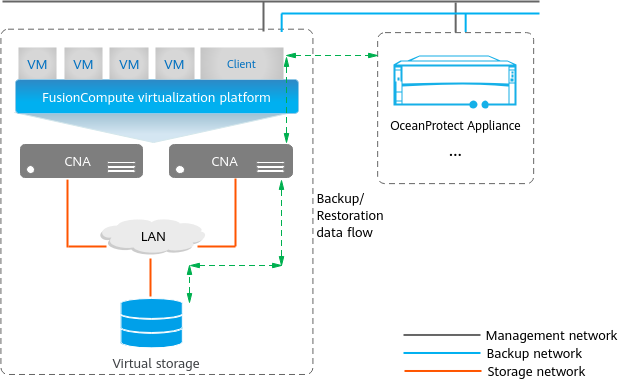 VM VM VM VM Client
FusionCompute virtualization platform
OceanProtect Appliance
...
CNA CNA
Backup/
Restoration
data flow
LAN
Virtual storage
Management network
Backup network
Storage network